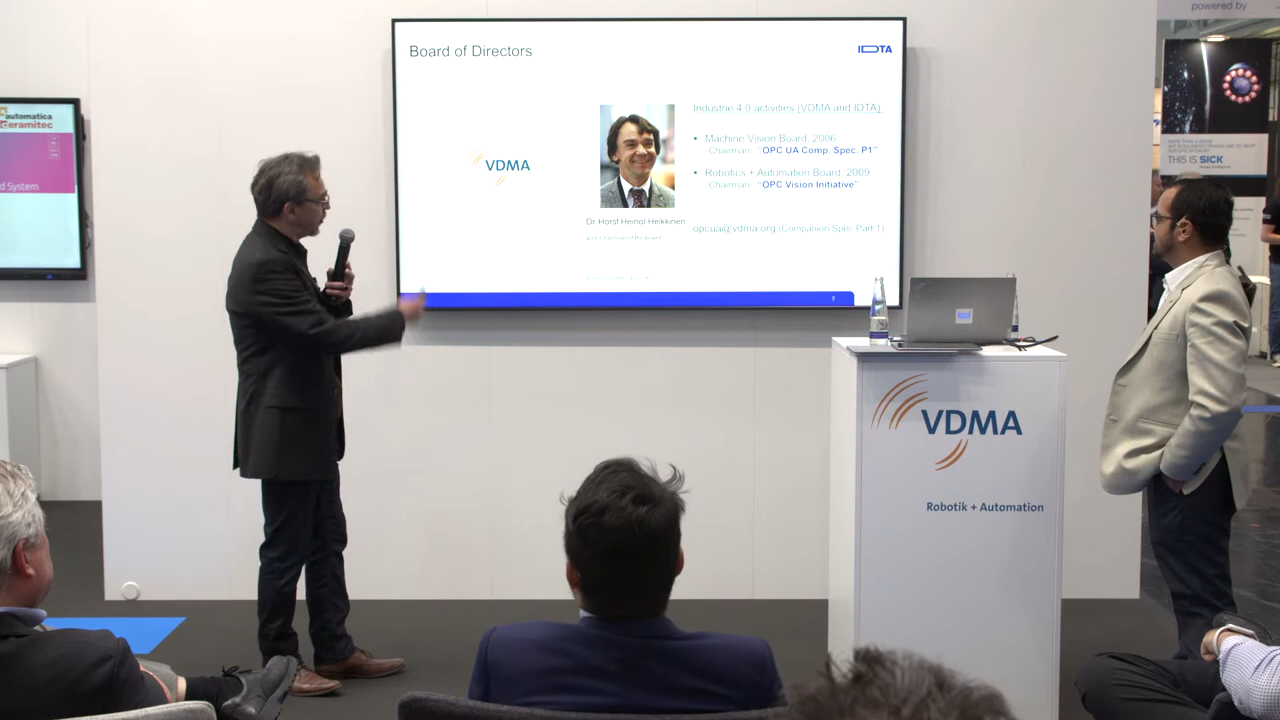 powered by
Board of Directors
IDTA
automatica
ceramitec
d System
Industrie 4.0 activities (VDMA and IDTA):
Machine Vision Board, 2006
Chairman "OPC UA Comp. Spec. P1"
Robotics + Automation Board, 2009
Chairman "OPC Vision Initiative"
VDMA
Dr. Horst Heinol-Heikkinen
opcua@vdma.org (Companion Spec Part 1)
3
THIS IS SICK
VDMA
Robotik + Automation